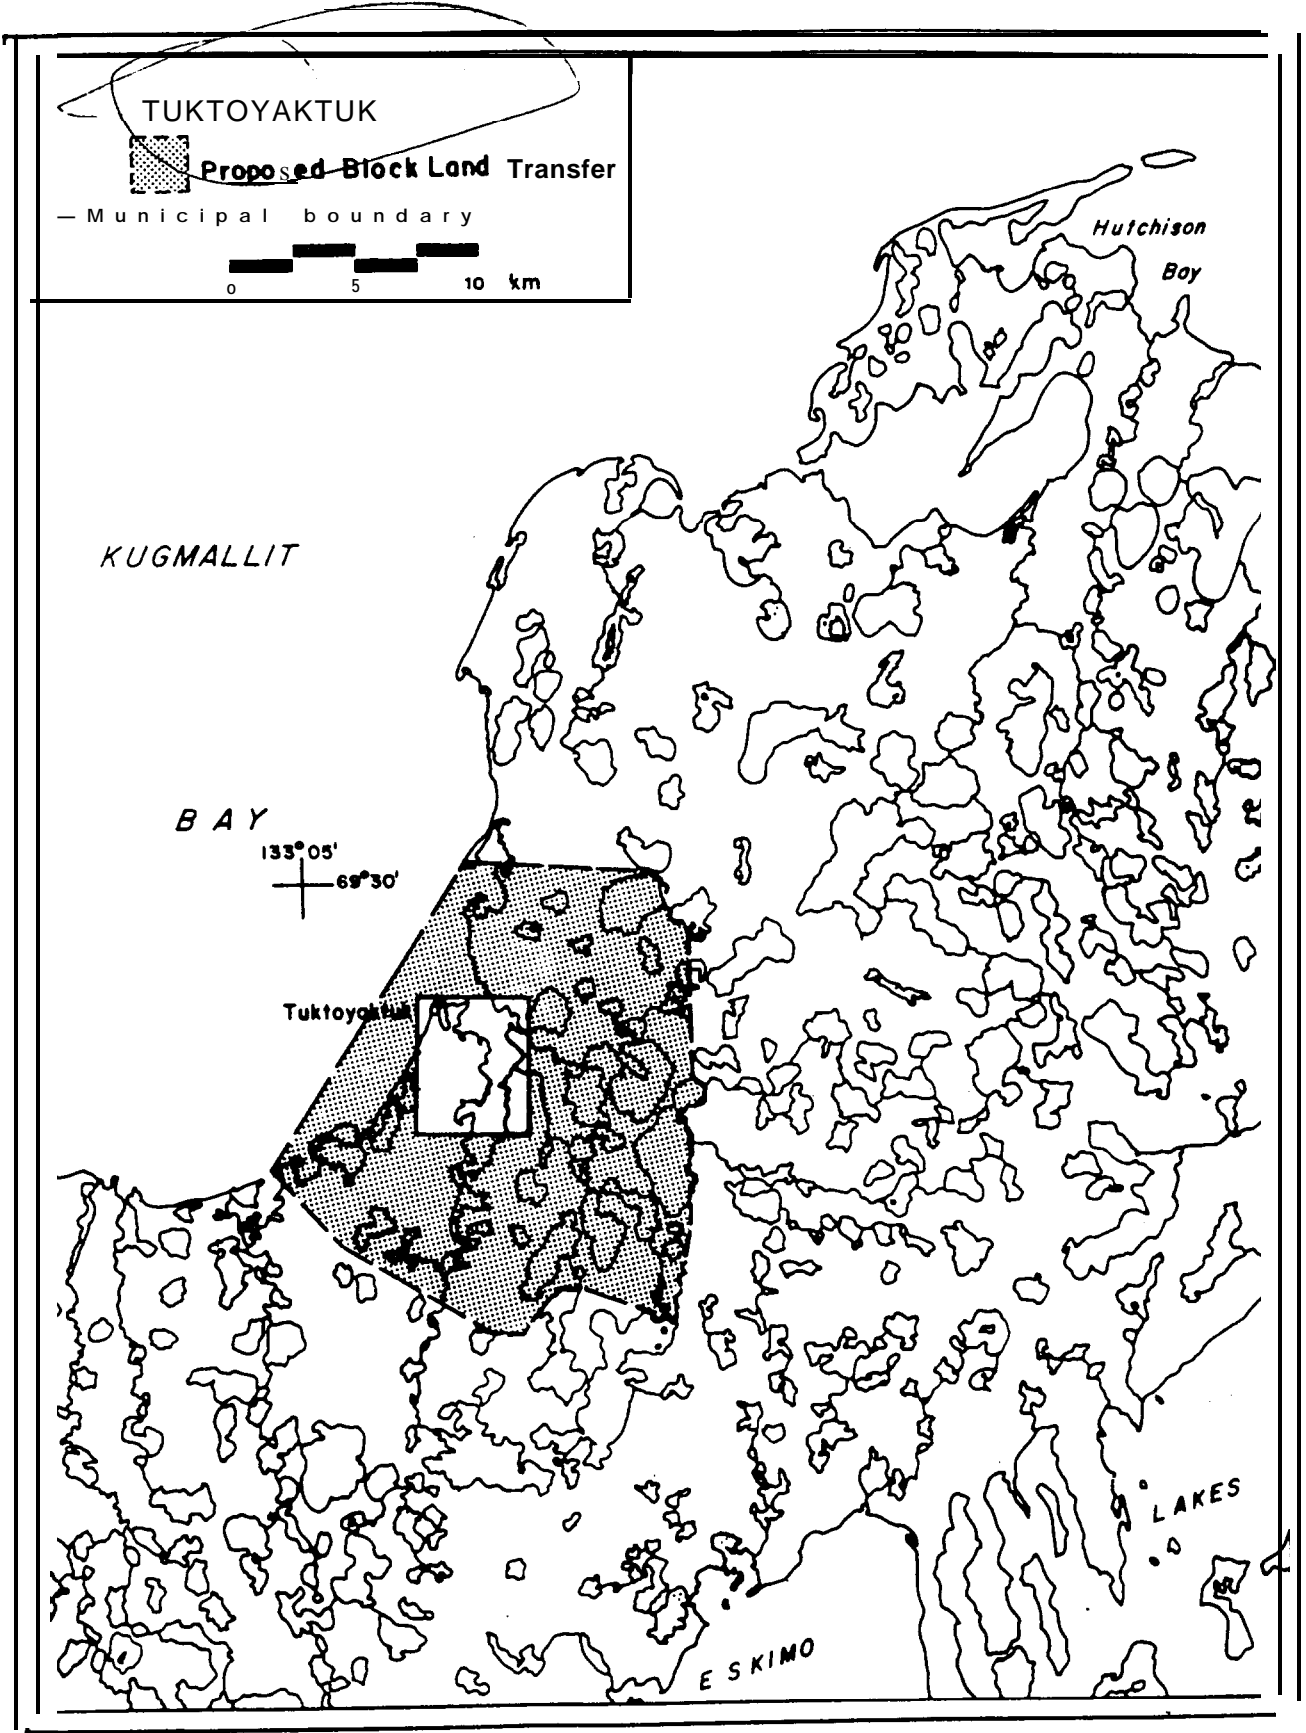 TUKTOYAKTUK
Proposed Block Land Transfer
— Municipal boundary
0 5 10 km
Hutchison
Bay
KUGMALLIT
BAY
133°05'
69°30'
Tuktoyaktuk
LAKES
ESKIMO